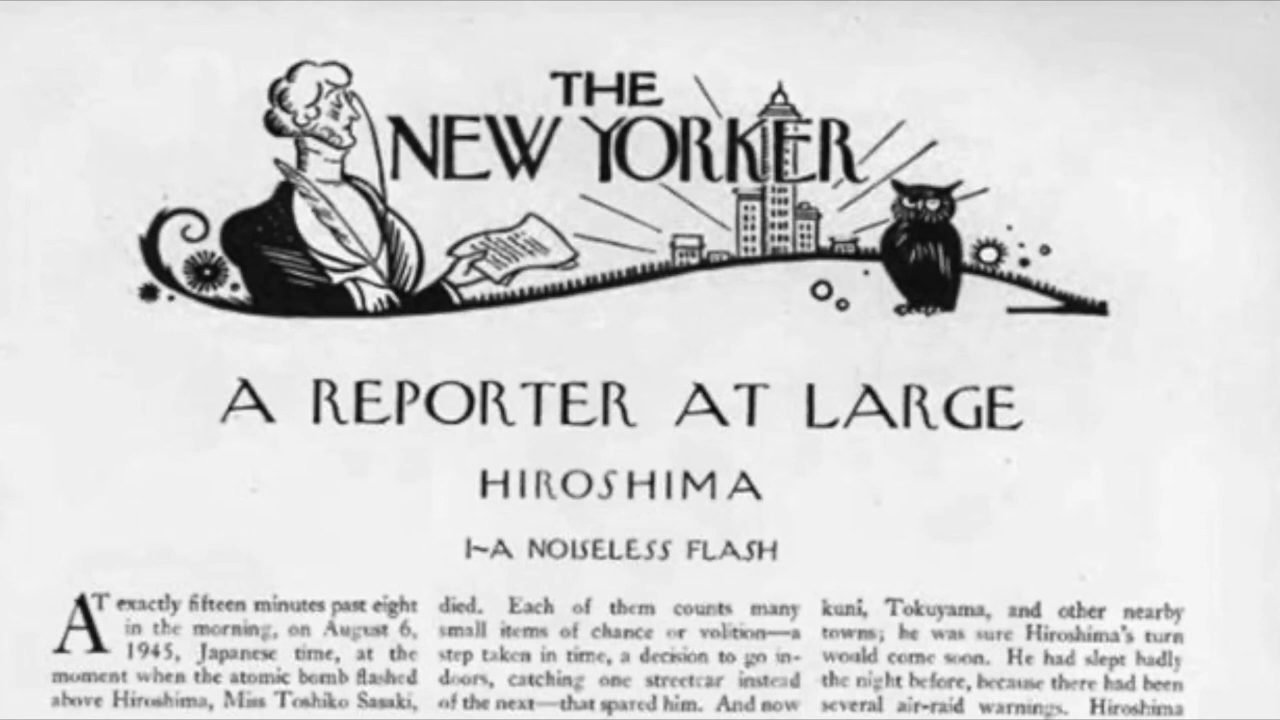 THE
NEW YORKER
A REPORTER AT LARGE
HIROSHIMA
I~A NOISELESS FLASH
AT exactly fifteen minutes past eight
in the morning, on August 6,
1945, Japanese time, at the
moment when the atomic bomb flashed
above Hiroshima, Miss Toshiko Sasaki,
died. Each of them counts many
small items of chance or volition—a
step taken in time, a decision to go in-
doors, catching one streetcar instead
of the next—that spared him. And now
kuni, Tokuyama, and other nearby
towns; he was sure Hiroshima's turn
would come soon. He had slept badly
the night before, because there had been
several air-raid warnings. Hiroshima